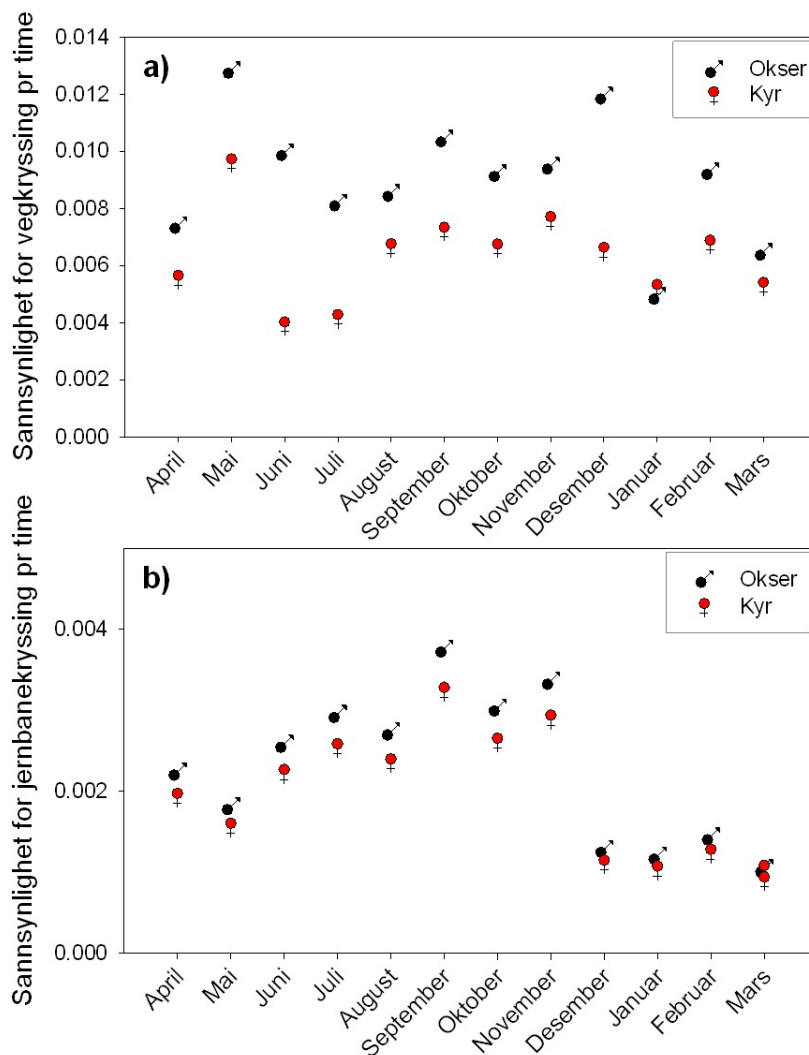 a)
Okser
Kyr
Sannsynlighet for vegkryssing pr time
0.014
0.012
0.010
0.008
0.006
0.004
0.002
0.000
April
Mai
Juni
Juli
August
September
Oktober
November
Desember
Januar
Februar
Mars
b)
Okser
Kyr
Sannsynlighet for jernbanekryssing pr time
0.004
0.002
0.000
April
Mai
Juni
Juli
August
September
Oktober
November
Desember
Januar
Februar
Mars